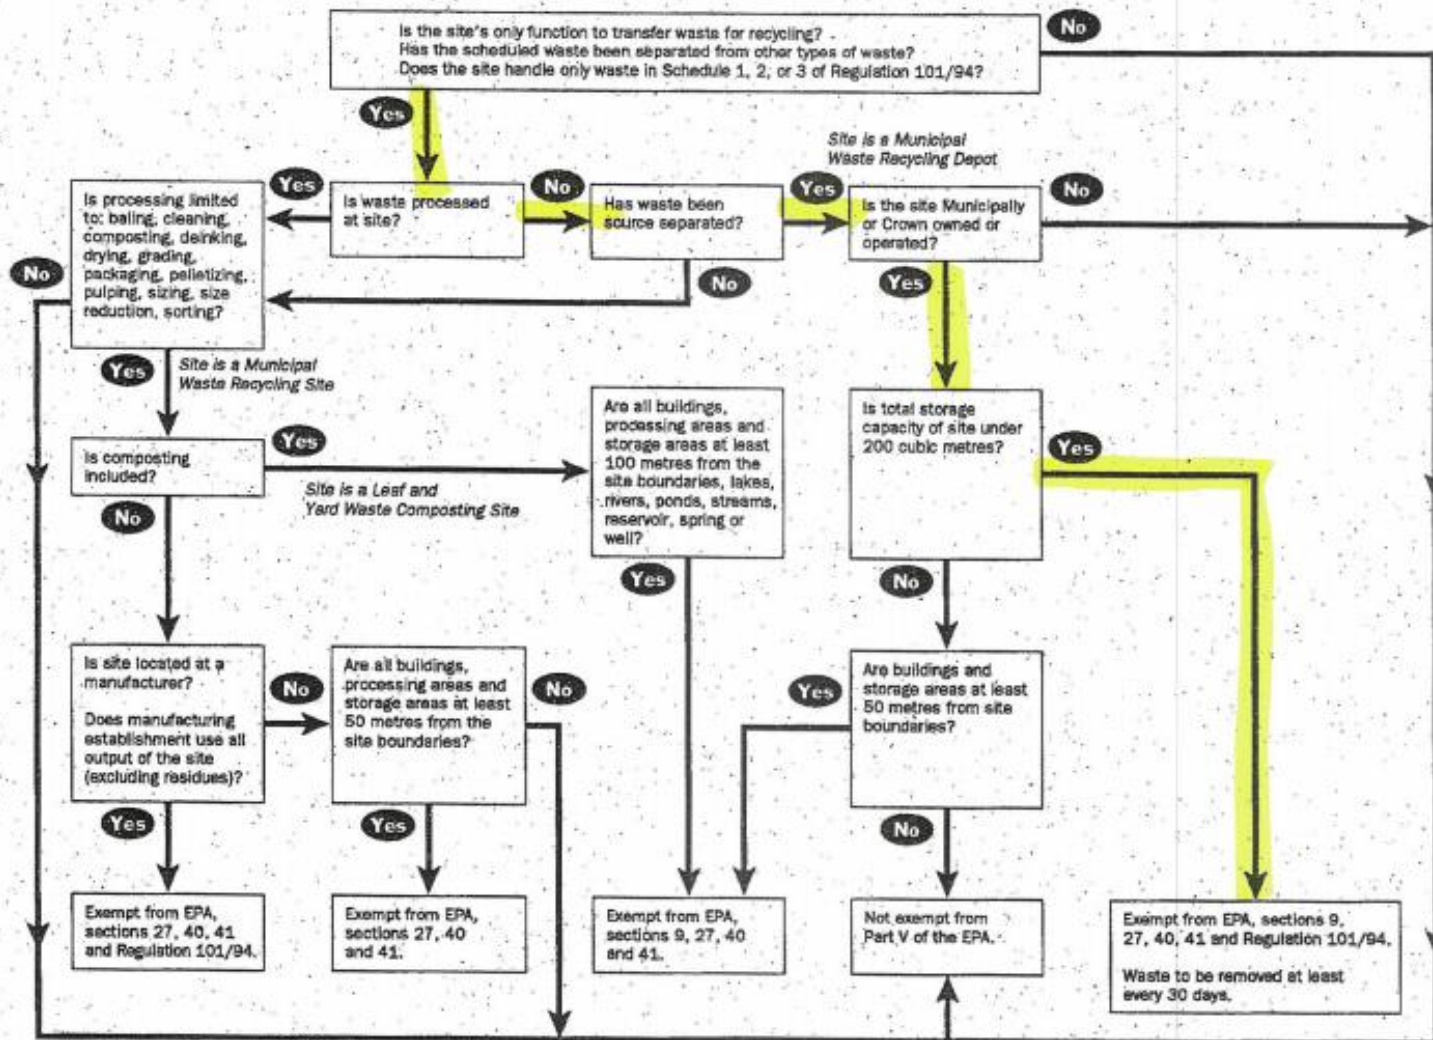 Is the site's only function to transfer waste for recycling?
Has the scheduled waste been separated from other types of waste?
Does the site handle only waste in Schedule 1, 2, or 3 of Regulation 101/94?
No
Yes
Site is a Municipal
Waste Recycling Depot
Is processing limited
to: baling, cleaning,
composting, deinking,
drying, grading,
packaging, pelletizing,
pulping, sizing, size
reduction, sorting?
Yes
Is waste processed
at site?
No
Has waste been
source separated?
Yes
Is the site Municipally
or Crown owned or
operated?
No
No
No
Yes
Yes
Site is a Municipal
Waste Recycling Site
Is composting
included?
Yes
Site is a Leaf and
Yard Waste Composting Site
No
Are all buildings,
processing areas and
storage areas at least
100 metres from the
site boundaries, lakes,
rivers, ponds, streams,
reservoir, spring or
well?
Yes
Is total storage
capacity of site under
200 cubic metres?
Yes
No
Is site located at a
manufacturer?
Does manufacturing
establishment use all
output of the site
(excluding residues)?
No
Are all buildings,
processing areas and
storage areas at least
50 metres from the
site boundaries?
No
Yes
Are buildings and
storage areas at least
50 metres from site
boundaries?
Yes
Yes
No
Exempt from EPA,
sections 27, 40, 41
and Regulation 101/94.
Exempt from EPA,
sections 27, 40
and 41.
Exempt from EPA,
sections 9, 27, 40
and 41.
Not exempt from
Part V of the EPA.
Exempt from EPA, sections 9,
27, 40, 41 and Regulation 101/94.
Waste to be removed at least
every 30 days.